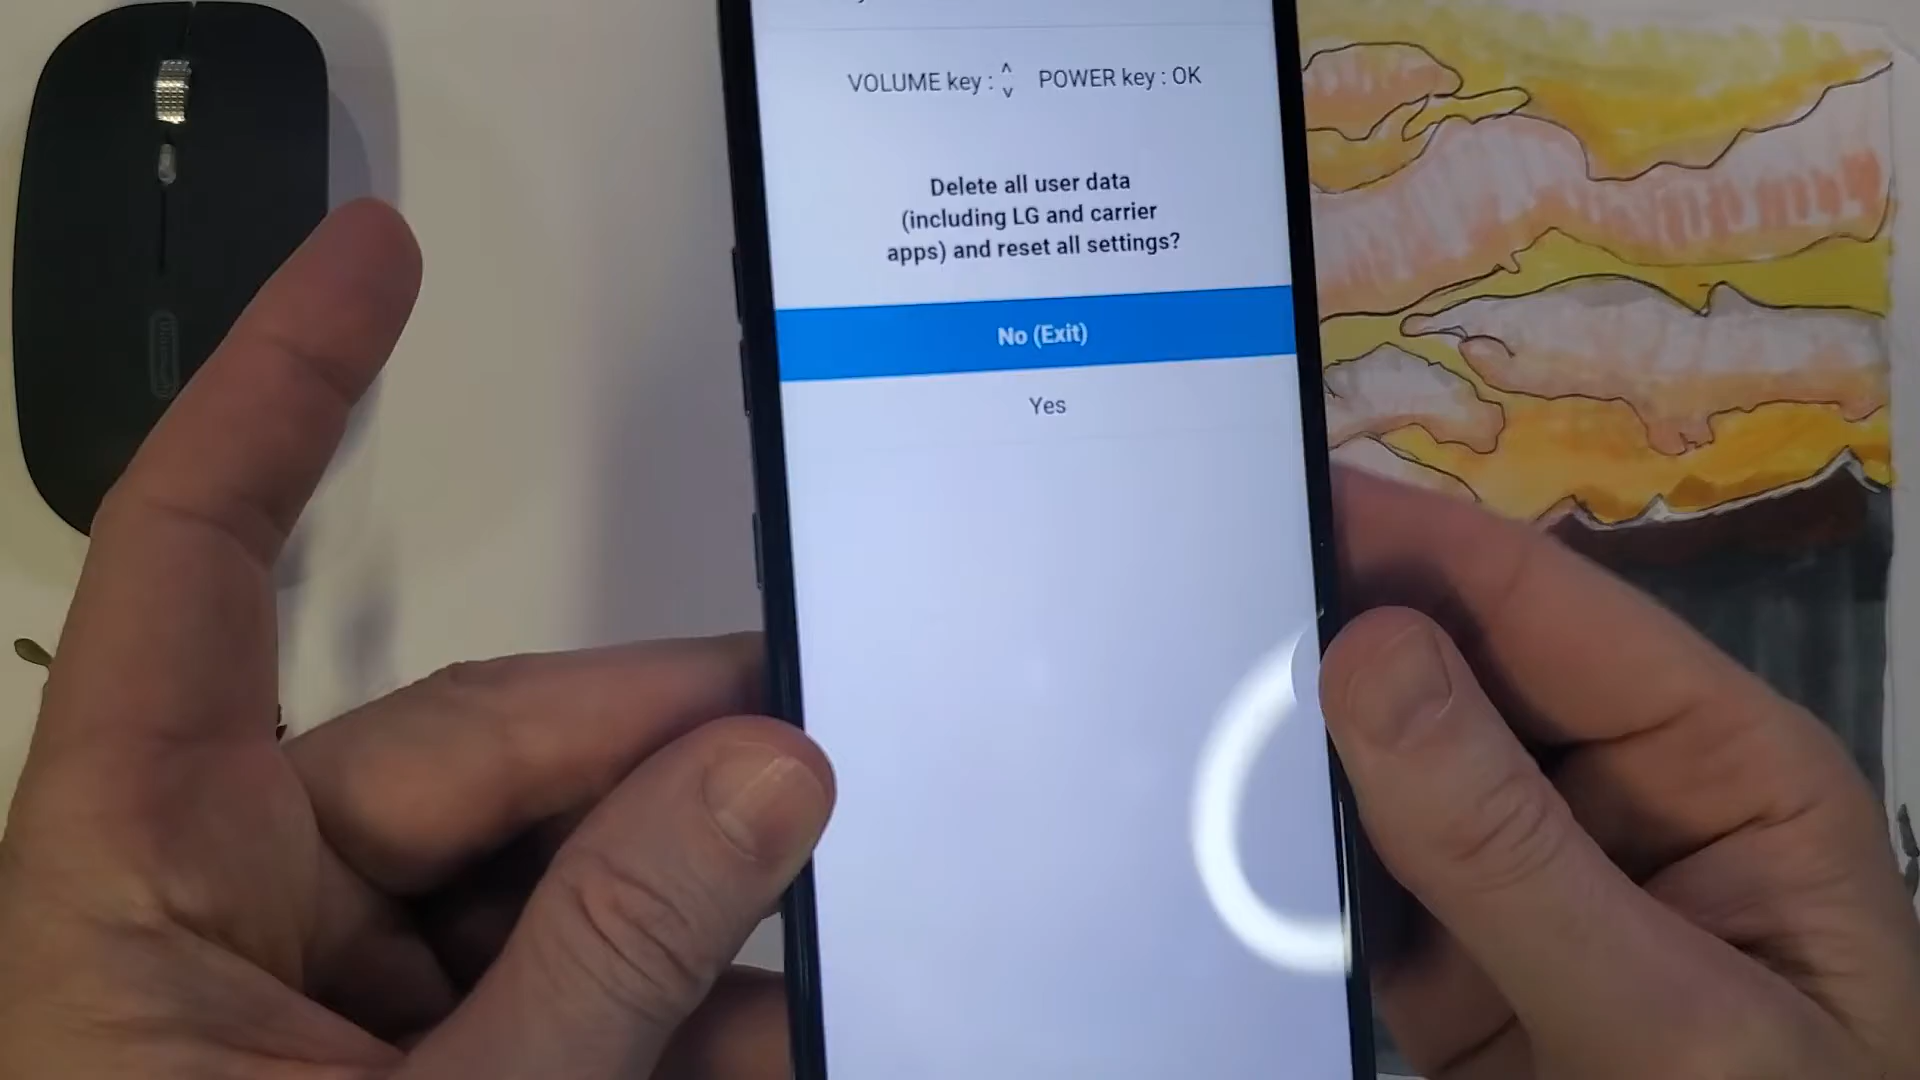 VOLUME key : POWER key : OK
Delete all user data
(including LG and carrier
apps) and reset all settings?
No (Exit)
Yes